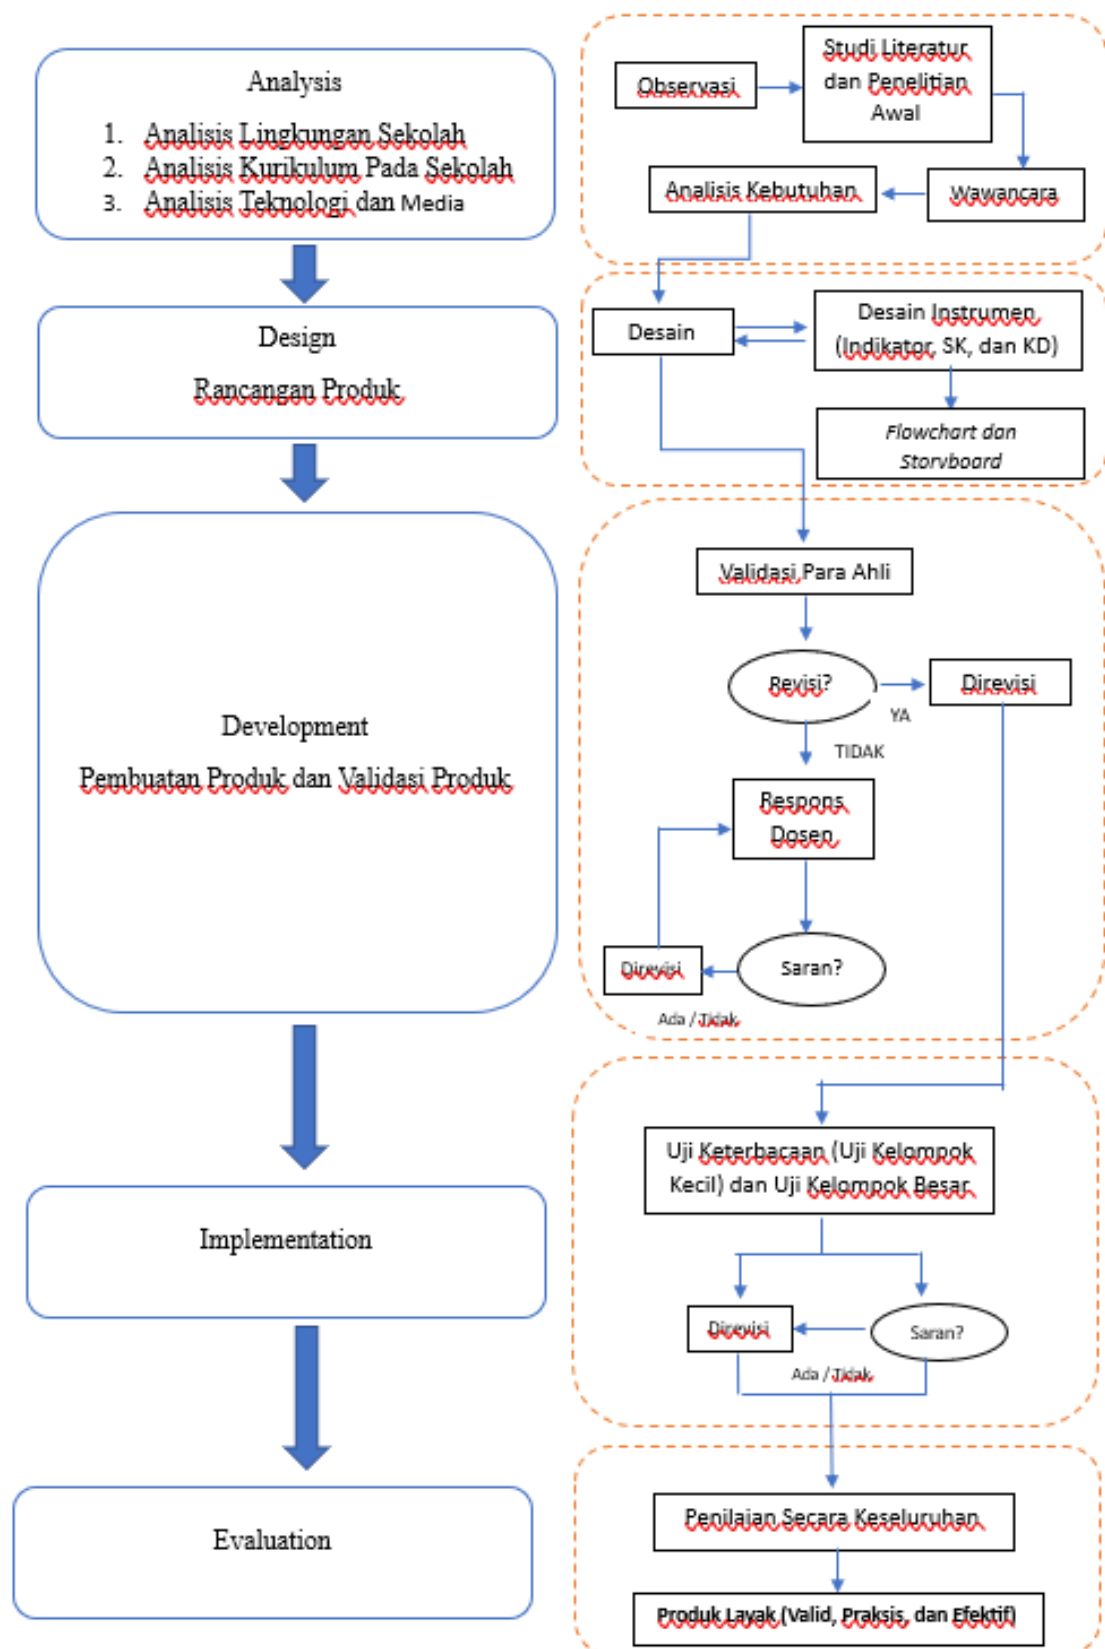 Analysis
1. Analisis Lingkungan Sekolah
2. Analisis Kurikulum Pada Sekolah
3. Analisis Teknologi dan Media
Observasi
Studi Literatur
dan Penelitian
Awal
Wawancara
Analisis Kebutuhan
Design
Rancangan Produk
Desain
Desain Instrumen
(Indikator, SK, dan KD)
Flowchart dan
Storyboard
Development
Pembuatan Produk dan Validasi Produk
Validasi Para Ahli
Revisi?
YA
Direvisi
TIDAK
Respons
Dosen
Saran?
Direvisi
Ada / Tidak
Implementation
Uji Keterbacaan (Uji Kelompok
Kecil) dan Uji Kelompok Besar
Direvisi
Saran?
Ada / Tidak
Evaluation
Penilaian Secara Keseluruhan
Produk Layak (Valid, Praksis, dan Efektif)